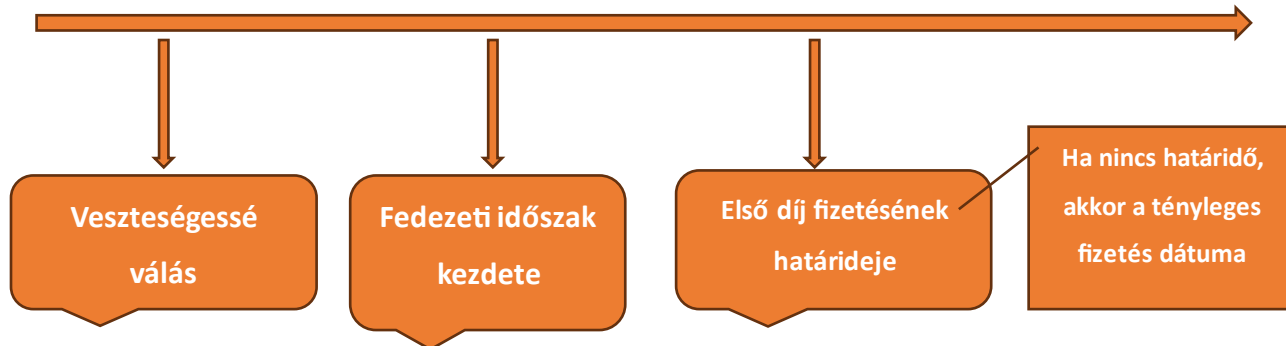 Veszteségessé
válás
Fedezeti időszak
kezdete
Első díj fizetésének
határideje
Ha nincs határidő,
akkor a tényleges
fizetés dátuma